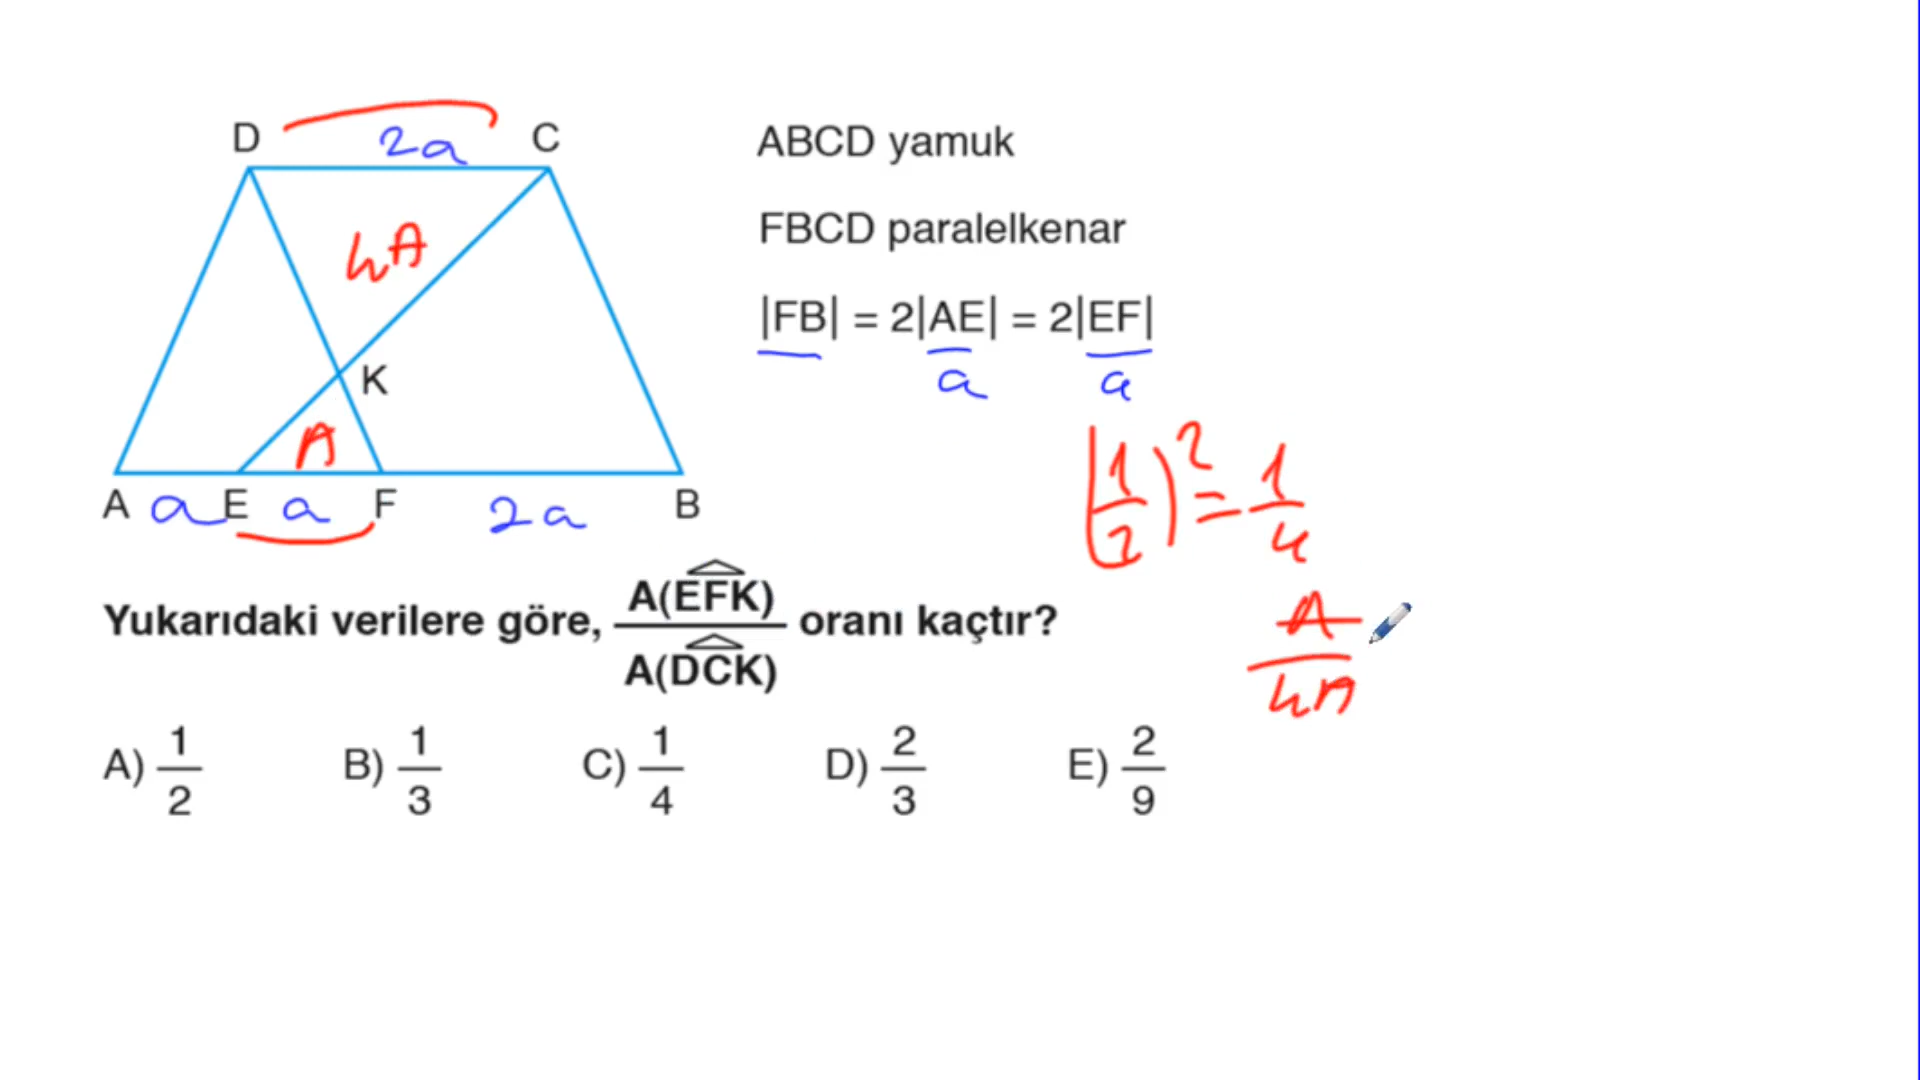 D 2a C
ABCD yamuk
4A
FBCD paralelkenar
|FB| = 2|AE| = 2|EF|
a a
K
A
(1/2)² = 1/4
A a E a F 2a B
Yukarıdaki verilere göre, A(EFK) / A(DCK) oranı kaçtır?
A / 4A
A) 1/2 B) 1/3 C) 1/4 D) 2/3 E) 2/9